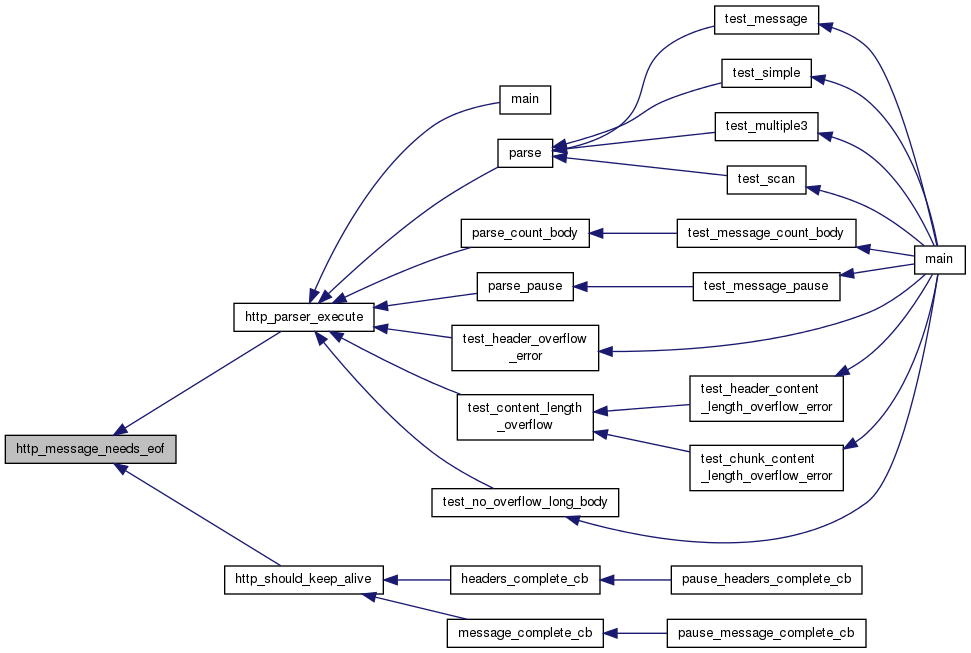 test_message
test_simple
main
test_multiple3
parse
test_scan
parse_count_body
test_message_count_body
main
parse_pause
test_message_pause
http_parser_execute
test_header_overflow
_error
test_header_content
_length_overflow_error
test_content_length
_overflow
http_message_needs_eof
test_chunk_content
_length_overflow_error
test_no_overflow_long_body
http_should_keep_alive
headers_complete_cb
pause_headers_complete_cb
message_complete_cb
pause_message_complete_cb